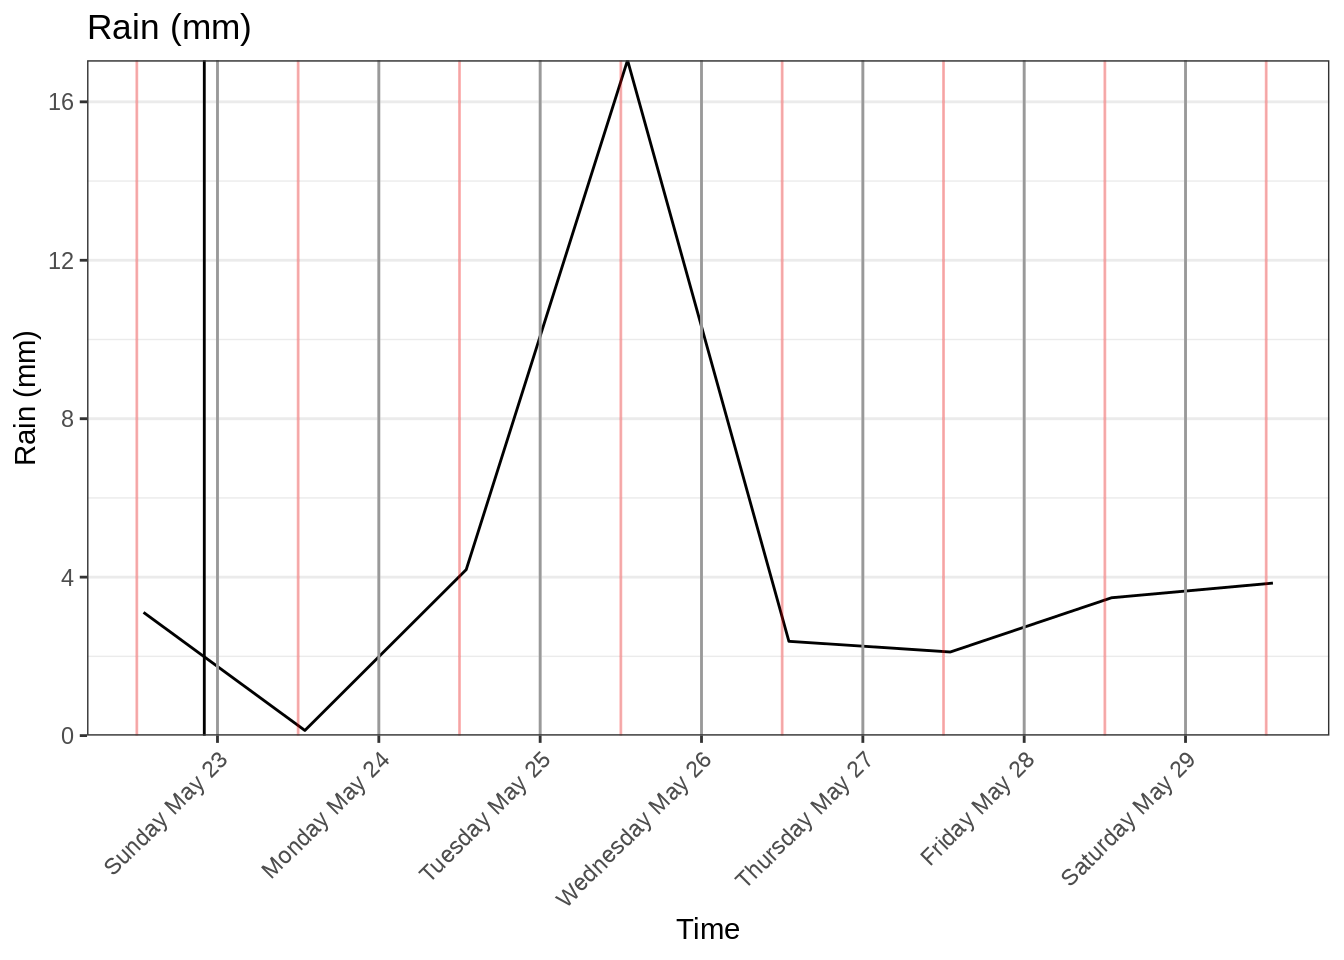 Rain (mm)
Rain (mm)
16
12
8
4
0
Sunday May 23
Monday May 24
Tuesday May 25
Wednesday May 26
Thursday May 27
Friday May 28
Saturday May 29
Time